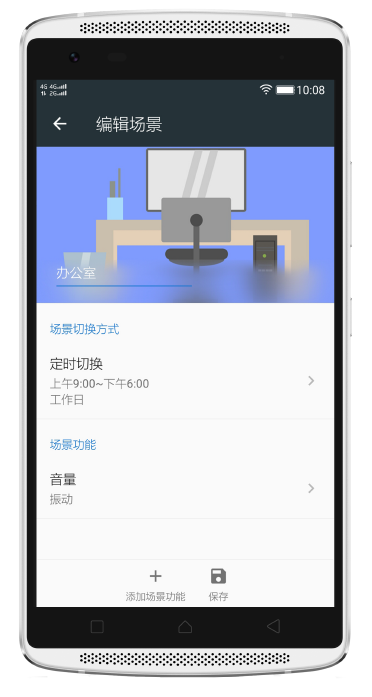 4G 4G
2G
10:08
编辑场景
办公室
场景切换方式
定时切换
上午9:00~下午6:00
工作日
场景功能
音量
振动
添加场景功能 保存